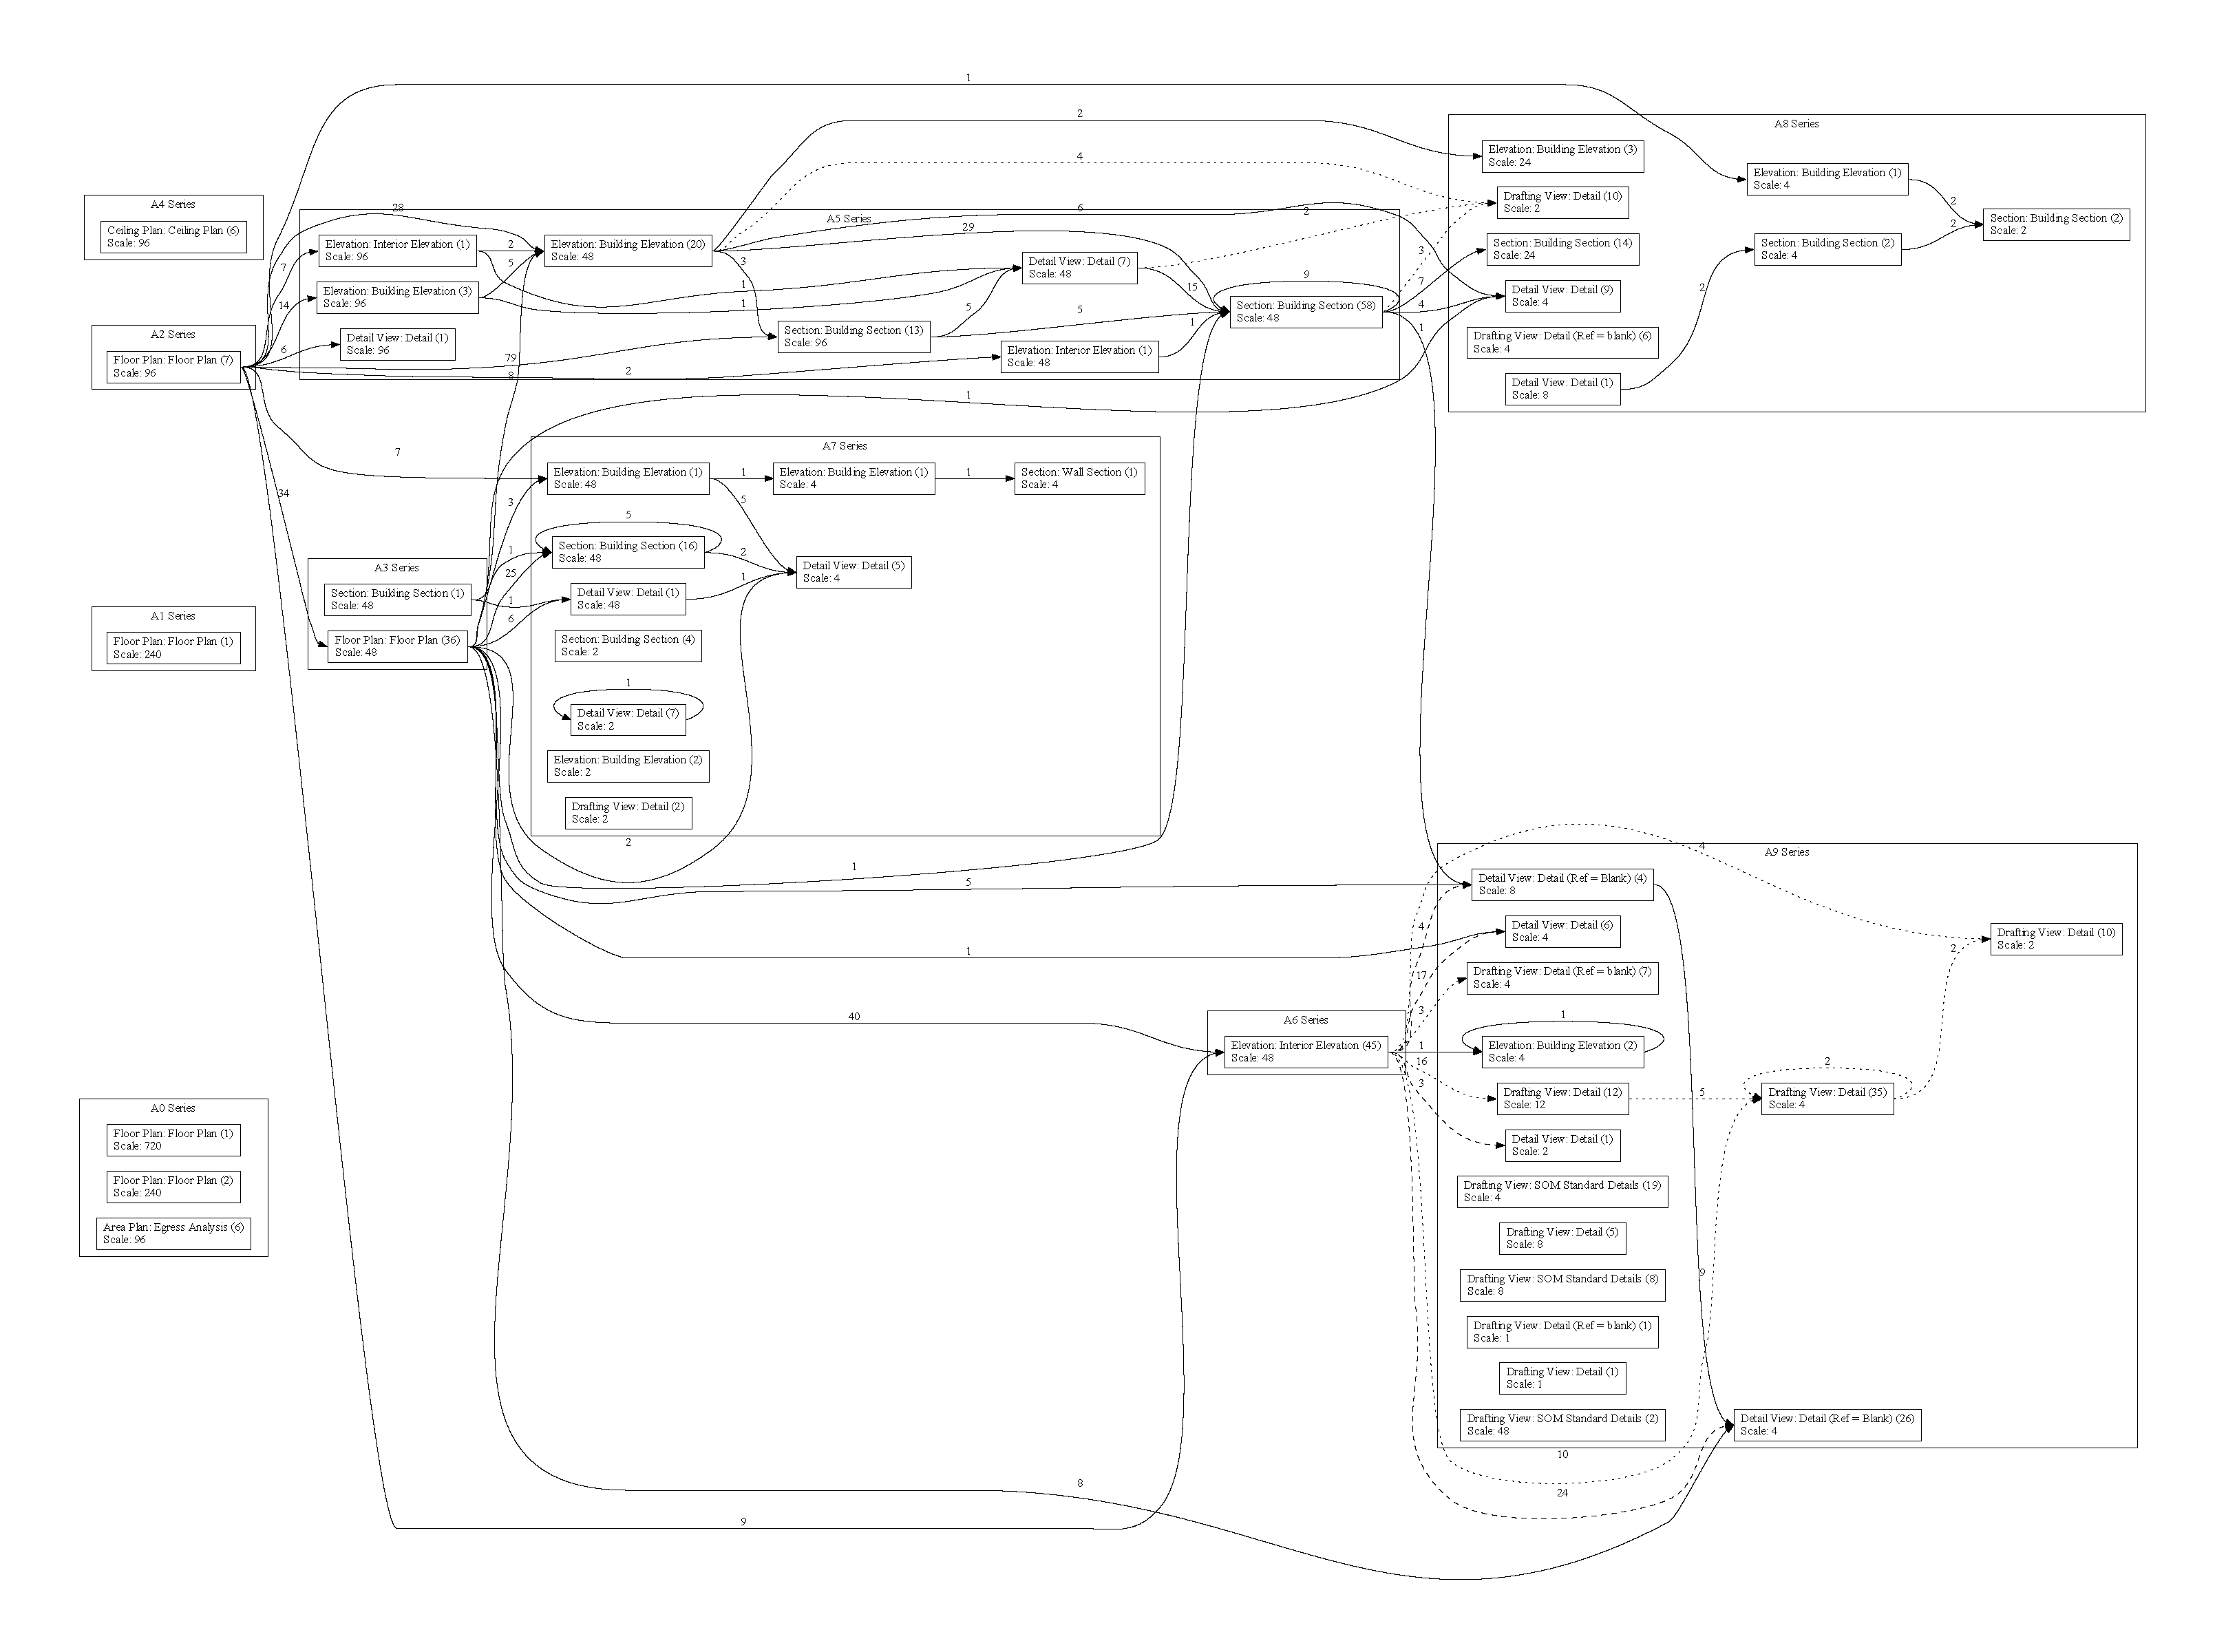 1
2
A8 Series
Elevation: Building Elevation (3)
Scale: 24
Drafting View: Detail (10)
Scale: 2
Section: Building Section (14)
Scale: 24
Detail View: Detail (9)
Scale: 4
Drafting View: Detail (Ref = blank) (6)
Scale: 4
Detail View: Detail (1)
Scale: 8
Elevation: Building Elevation (1)
Scale: 4
Section: Building Section (2)
Scale: 4
Section: Building Section (2)
Scale: 2
2
2
2
4
6
2
29
28
A4 Series
Ceiling Plan: Ceiling Plan (6)
Scale: 96
A2 Series
Floor Plan: Floor Plan (7)
Scale: 96
7
14
6
79
2
8
A5 Series
Elevation: Interior Elevation (1)
Scale: 96
Elevation: Building Elevation (3)
Scale: 96
Detail View: Detail (1)
Scale: 96
Elevation: Building Elevation (20)
Scale: 48
Section: Building Section (13)
Scale: 96
Detail View: Detail (7)
Scale: 48
Elevation: Interior Elevation (1)
Scale: 48
Section: Building Section (58)
Scale: 48
2
5
3
1
1
5
5
15
1
9
3
7
4
1
1
7
34
A7 Series
Elevation: Building Elevation (1)
Scale: 48
Elevation: Building Elevation (1)
Scale: 4
Section: Wall Section (1)
Scale: 4
Section: Building Section (16)
Scale: 48
Detail View: Detail (5)
Scale: 4
Detail View: Detail (1)
Scale: 48
Section: Building Section (4)
Scale: 2
Detail View: Detail (7)
Scale: 2
Elevation: Building Elevation (2)
Scale: 2
Drafting View: Detail (2)
Scale: 2
1
1
5
5
2
1
1
3
1
25
1
6
A3 Series
Section: Building Section (1)
Scale: 48
Floor Plan: Floor Plan (36)
Scale: 48
A1 Series
Floor Plan: Floor Plan (1)
Scale: 240
2
1
5
1
40
A6 Series
Elevation: Interior Elevation (45)
Scale: 48
4
A9 Series
Detail View: Detail (Ref = Blank) (4)
Scale: 8
Detail View: Detail (6)
Scale: 4
Drafting View: Detail (Ref = blank) (7)
Scale: 4
Elevation: Building Elevation (2)
Scale: 4
Drafting View: Detail (12)
Scale: 12
Detail View: Detail (1)
Scale: 2
Drafting View: SOM Standard Details (19)
Scale: 4
Drafting View: Detail (5)
Scale: 8
Drafting View: SOM Standard Details (8)
Scale: 8
Drafting View: Detail (Ref = blank) (1)
Scale: 1
Drafting View: Detail (1)
Scale: 1
Drafting View: SOM Standard Details (2)
Scale: 48
Drafting View: Detail (10)
Scale: 2
Drafting View: Detail (35)
Scale: 4
Detail View: Detail (Ref = Blank) (26)
Scale: 4
4
17
3
1
1
16
3
5
2
2
9
10
24
8
9
A0 Series
Floor Plan: Floor Plan (1)
Scale: 720
Floor Plan: Floor Plan (2)
Scale: 240
Area Plan: Egress Analysis (6)
Scale: 96